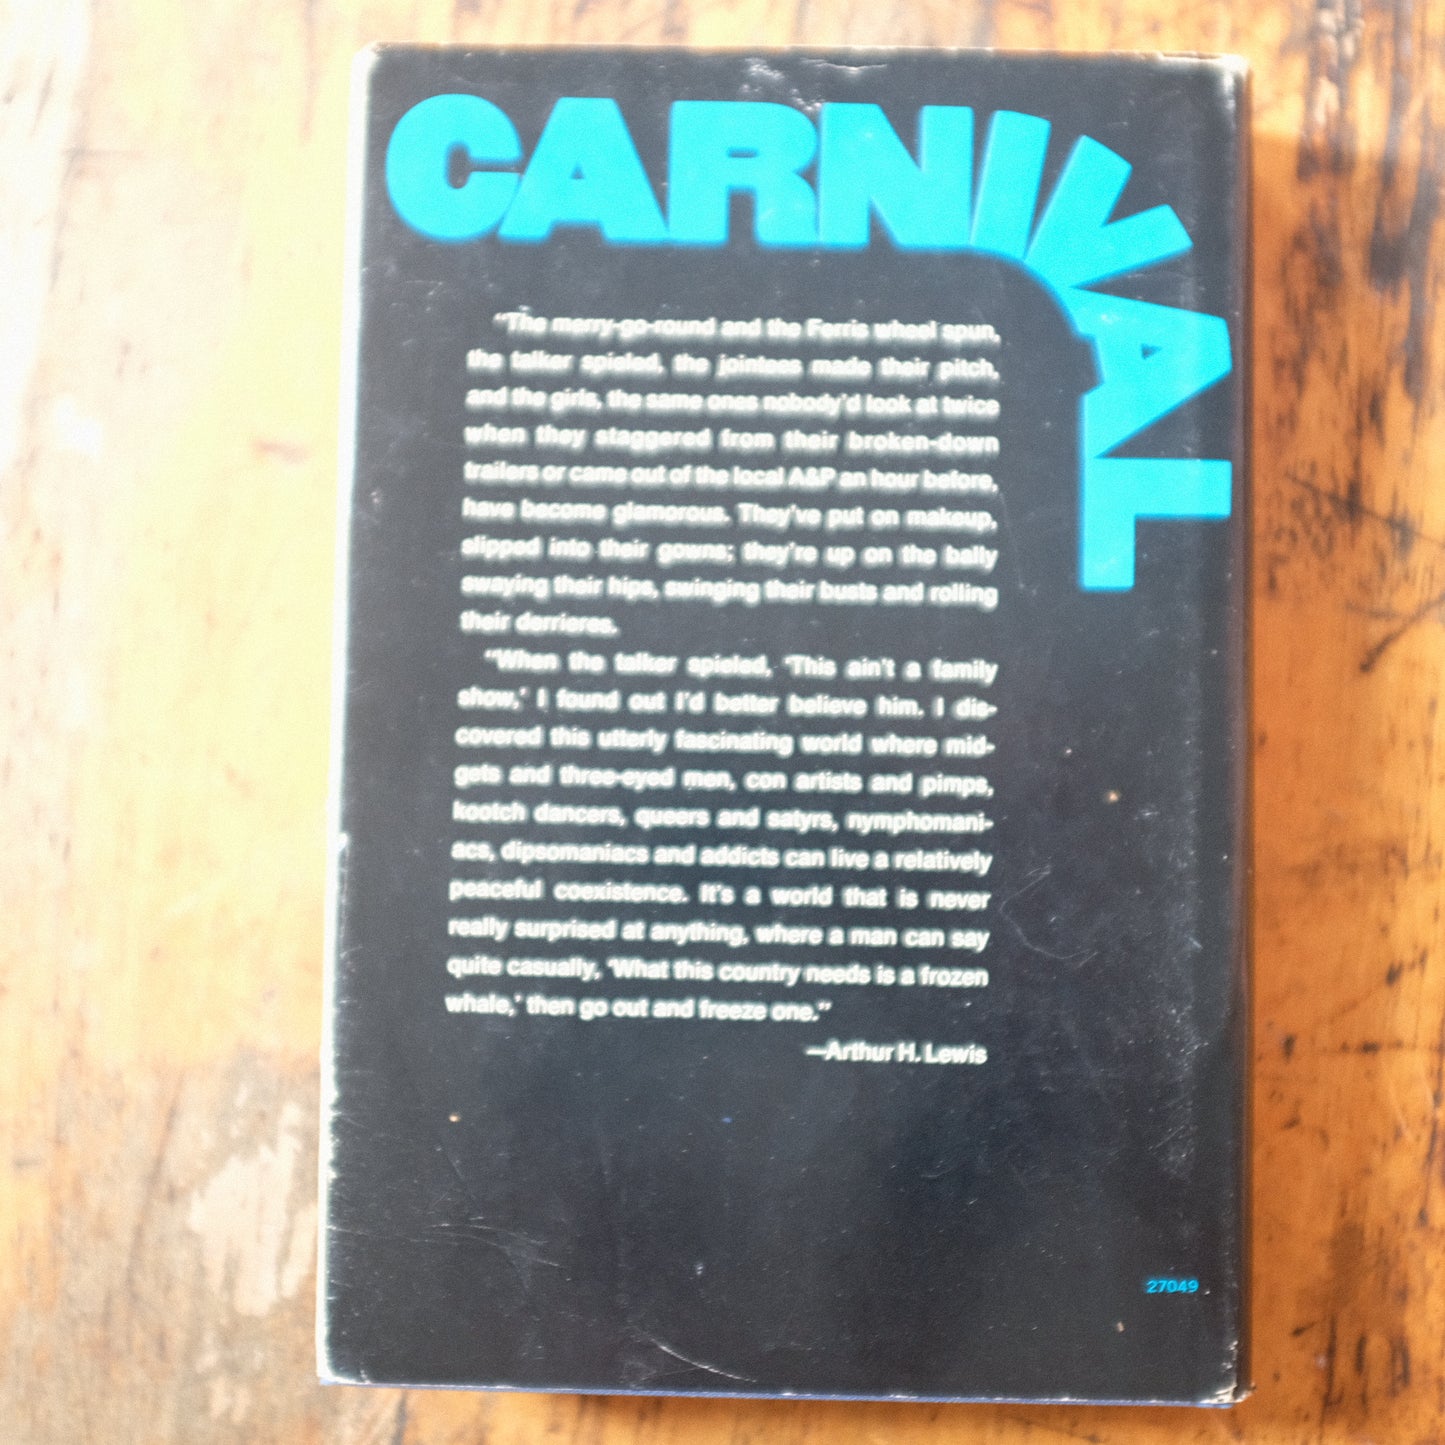 CARNIVAL
“The merry-go-round and the Ferris wheel spun,
the talker spieled, the jointees made their pitch,
and the girls, the same ones nobody’d look at twice
when they staggered from their broken-down
trailers or came out of the local A&P an hour before,
have become glamorous. They’ve put on makeup,
slipped into their gowns; they’re up on the bally
swaying their hips, swinging their busts and rolling
their derrieres.
“When the talker spieled, ‘This ain’t a family
show,’ I found out I’d better believe him. I dis-
covered this utterly fascinating world where mid-
gets and three-eyed men, con artists and pimps,
kootch dancers, queers and satyrs, nymphomani-
acs, dipsomaniacs and addicts can live a relatively
peaceful coexistence. It’s a world that is never
really surprised at anything, where a man can say
quite casually, ‘What this country needs is a frozen
whale,’ then go out and freeze one.”
—Arthur H. Lewis
27049